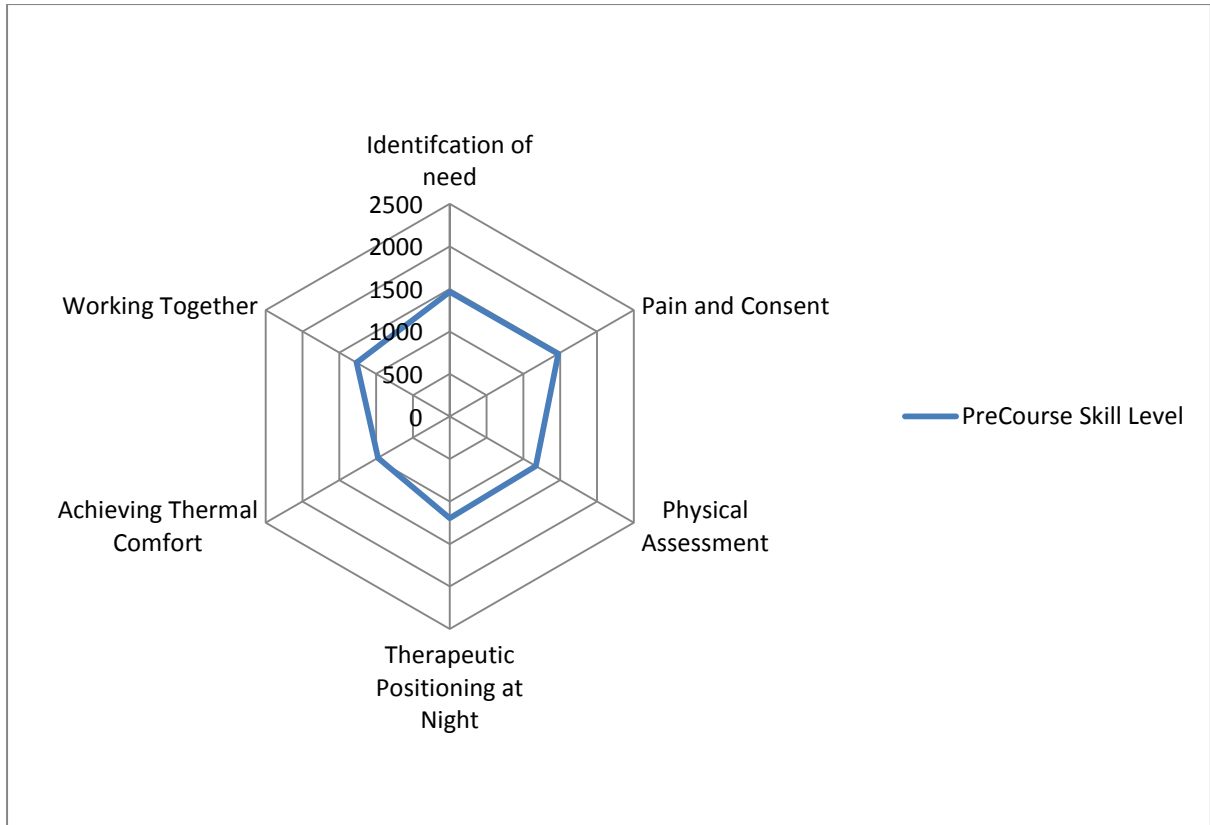 Identifcation of
need
2500
2000
1500
1000
500
0
Pain and Consent
Physical
Assessment
Therapeutic
Positioning at
Night
Achieving Thermal
Comfort
Working Together
PreCourse Skill Level